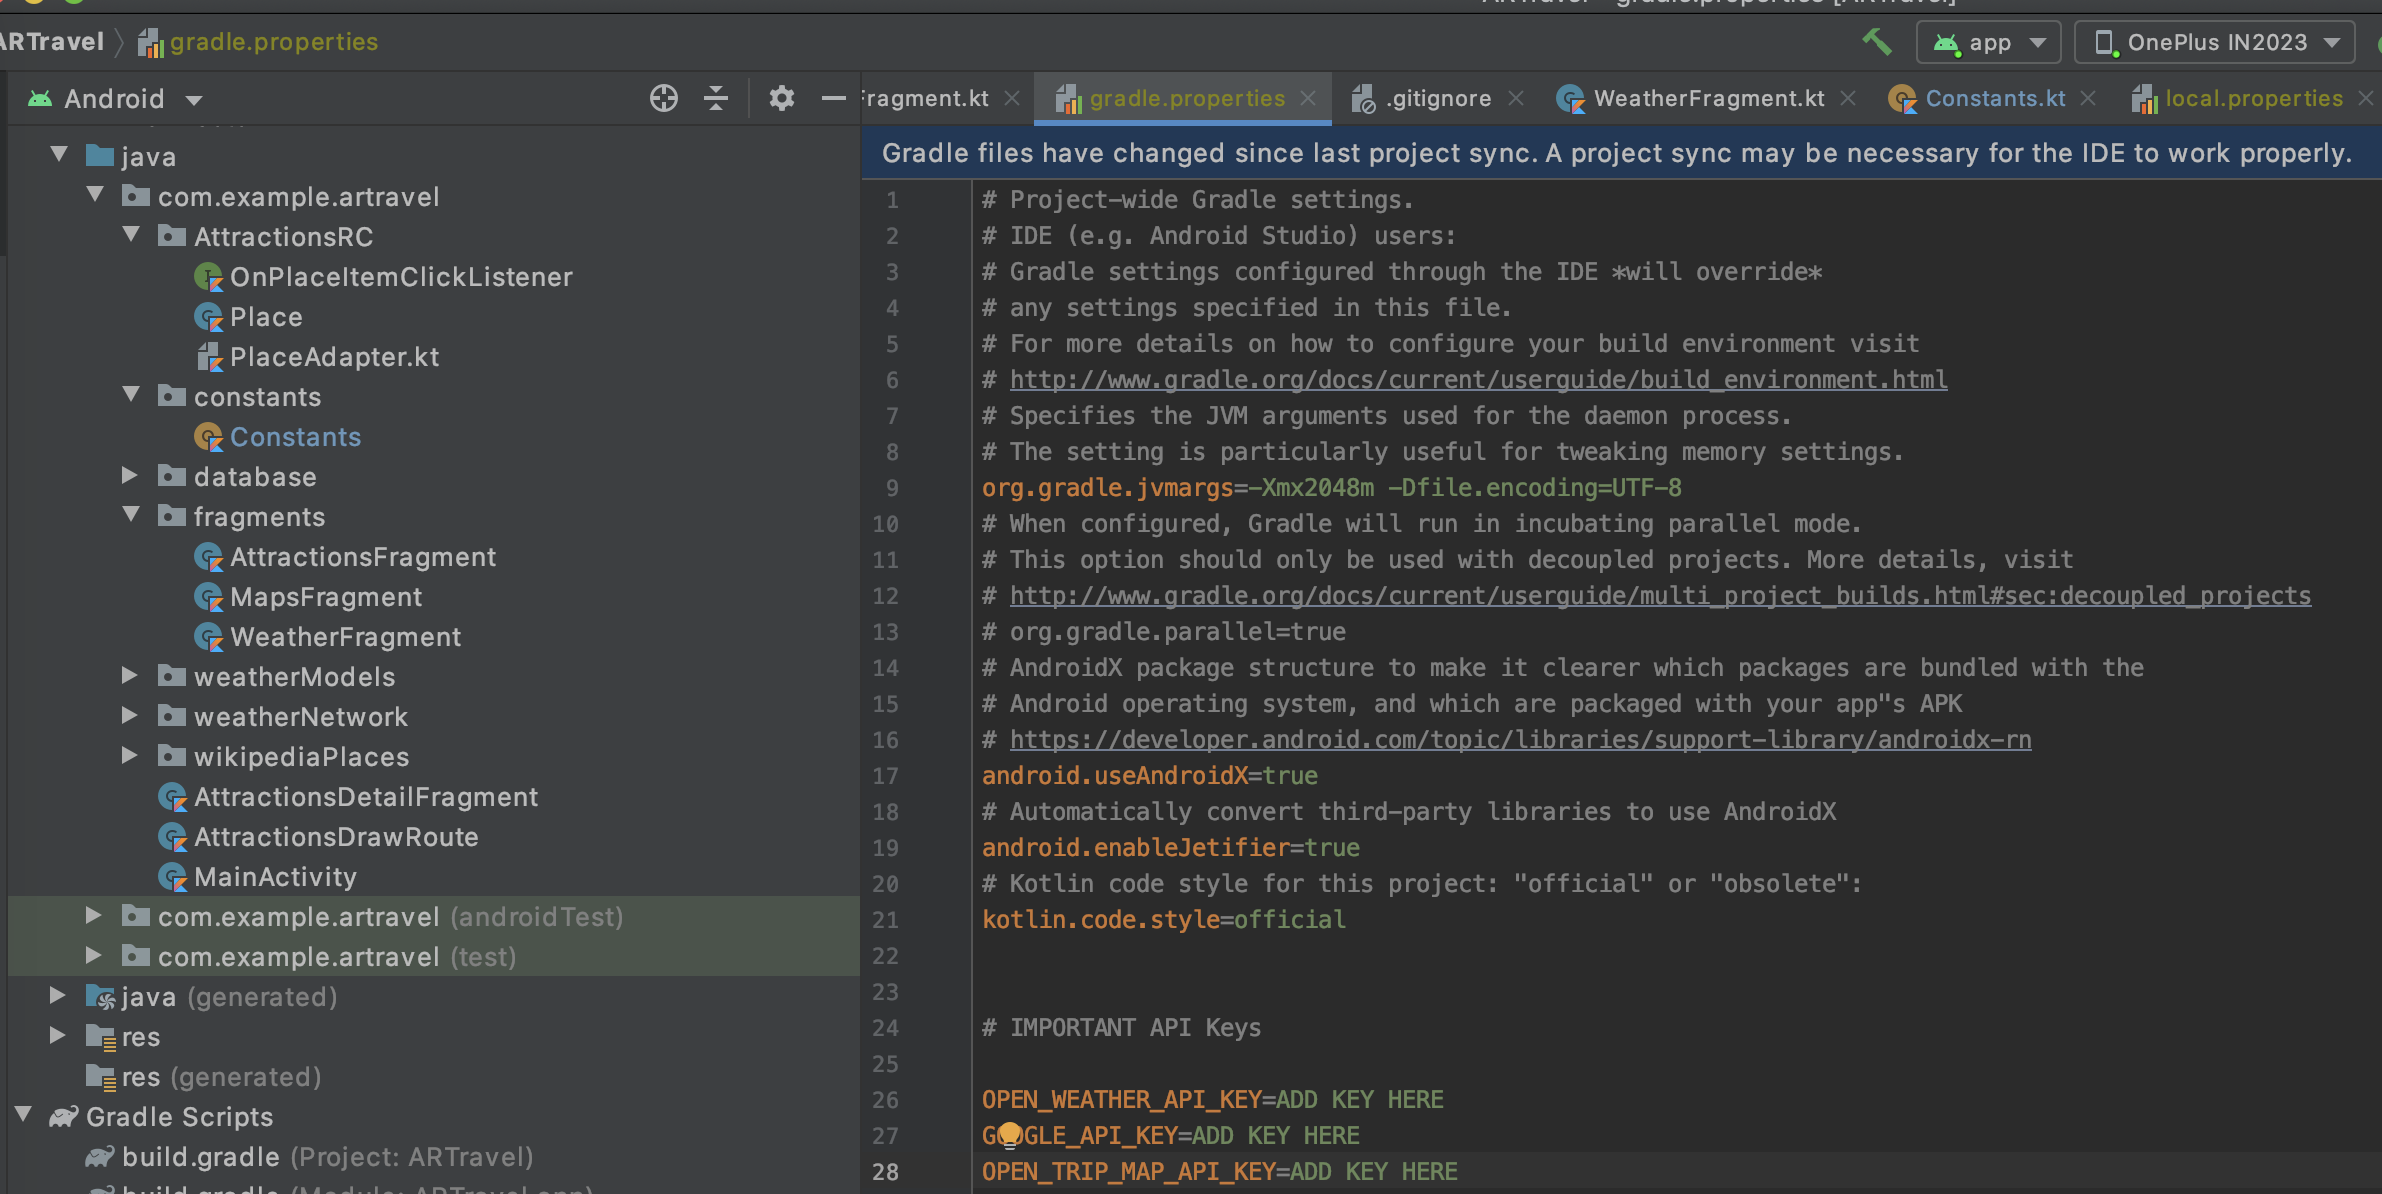 ARTravel gradle.properties app OnePlus IN2023
Android
Fragment.kt gradle.properties .gitignore WeatherFragment.kt Constants.kt local.properties
Gradle files have changed since last project sync. A project sync may be necessary for the IDE to work properly.
java
com.example.artravel
AttractionsRC
OnPlaceItemClickListener
Place
PlaceAdapter.kt
constants
Constants
database
fragments
AttractionsFragment
MapsFragment
WeatherFragment
weatherModels
weatherNetwork
wikipediaPlaces
AttractionsDetailFragment
AttractionsDrawRoute
MainActivity
com.example.artravel (androidTest)
com.example.artravel (test)
java (generated)
res
res (generated)
Gradle Scripts
build.gradle (Project: ARTravel)
build.gradle (Module: ARTravel.app)
1 # Project-wide Gradle settings.
2 # IDE (e.g. Android Studio) users:
3 # Gradle settings configured through the IDE *will override*
4 # any settings specified in this file.
5 # For more details on how to configure your build environment visit
6 # http://www.gradle.org/docs/current/userguide/build_environment.html
7 # Specifies the JVM arguments used for the daemon process.
8 # The setting is particularly useful for tweaking memory settings.
9 org.gradle.jvmargs=-Xmx2048m -Dfile.encoding=UTF-8
10 # When configured, Gradle will run in incubating parallel mode.
11 # This option should only be used with decoupled projects. More details, visit
12 # http://www.gradle.org/docs/current/userguide/multi_project_builds.html#sec:decoupled_projects
13 # org.gradle.parallel=true
14 # AndroidX package structure to make it clearer which packages are bundled with the
15 # Android operating system, and which are packaged with your app"s APK
16 # https://developer.android.com/topic/libraries/support-library/androidx-rn
17 android.useAndroidX=true
18 # Automatically convert third-party libraries to use AndroidX
19 android.enableJetifier=true
20 # Kotlin code style for this project: "official" or "obsolete":
21 kotlin.code.style=official
22
23
24 # IMPORTANT API Keys
25
26 OPEN_WEATHER_API_KEY=ADD KEY HERE
27 GOOGLE_API_KEY=ADD KEY HERE
28 OPEN_TRIP_MAP_API_KEY=ADD KEY HERE